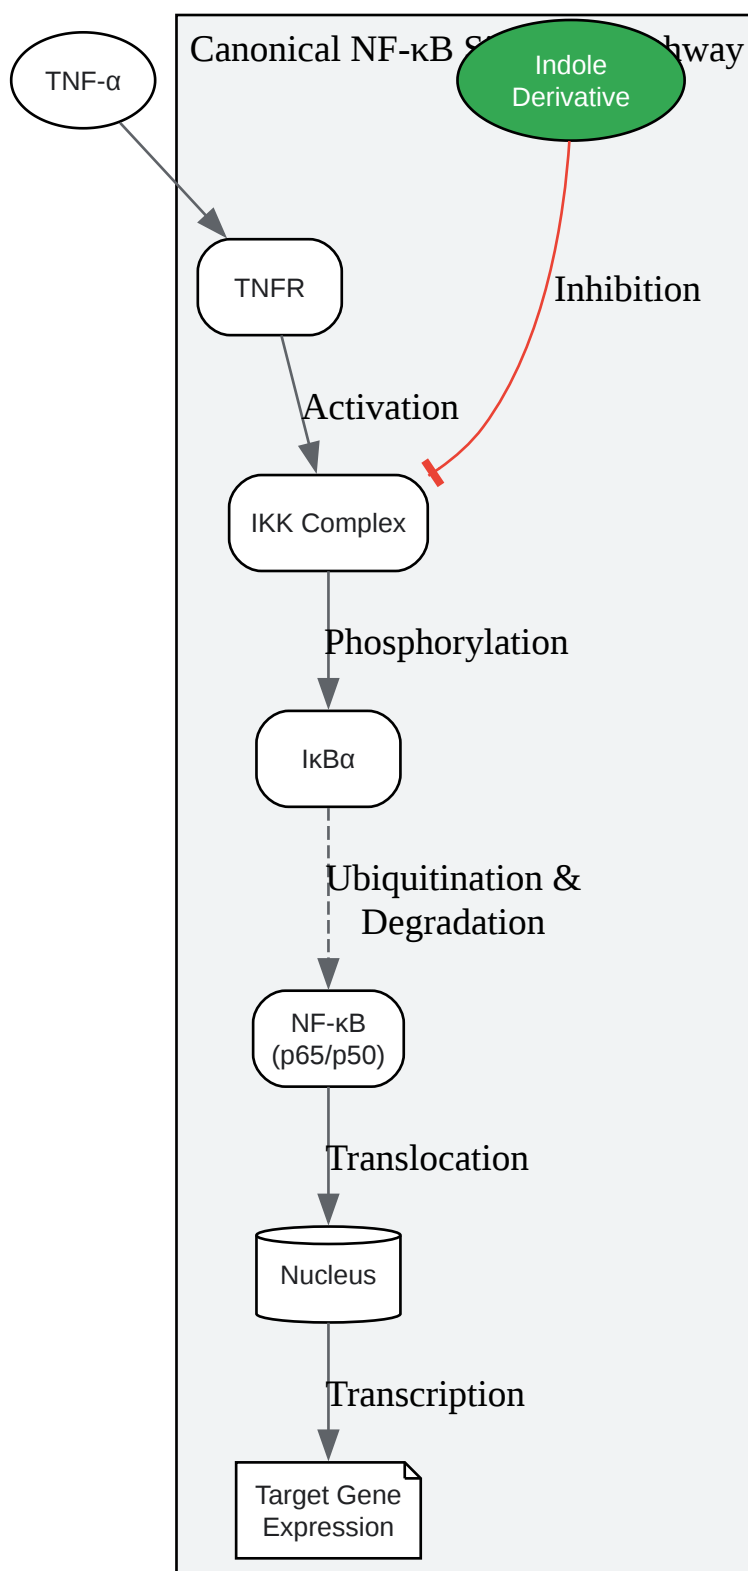 Canonical NF-κB S hway
TNF-α
Indole
Derivative
TNFR
Inhibition
Activation
IKK Complex
Phosphorylation
IκBα
Ubiquitination &
Degradation
NF-κB
(p65/p50)
Translocation
Nucleus
Transcription
Target Gene
Expression